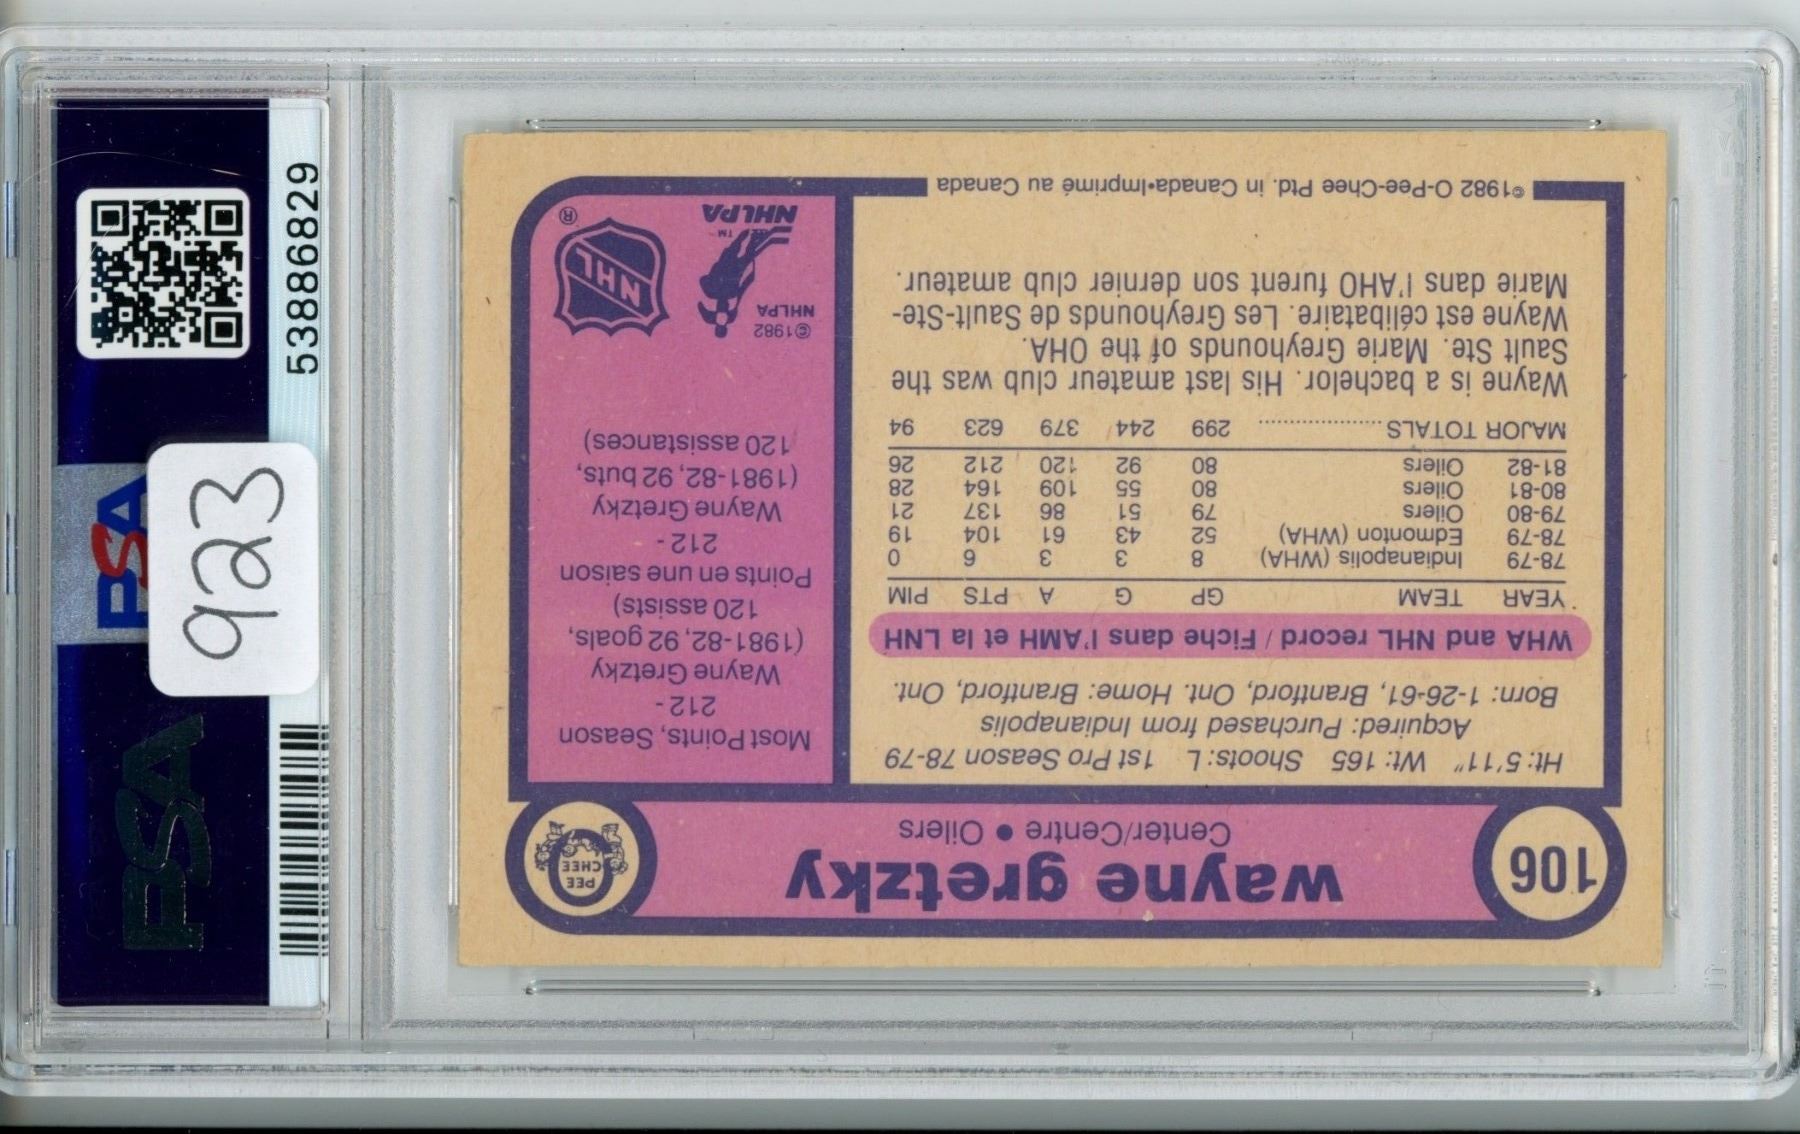 106
wayne gretzky
Center/Centre • Oilers
O
PEE
CHEE
Ht: 5'11" Wt: 165 Shoots: L 1st Pro Season 78-79
Acquired: Purchased from Indianapolis
Born: 1-26-61, Brantford, Ont. Home: Brantford, Ont.
WHA and NHL record / Fiche dans l'AMH et la LNH
YEAR TEAM GP G A PTS PIM
78-79 Indianapolis (WHA) 8 3 3 6 0
78-79 Edmonton (WHA) 52 43 61 104 19
79-80 Oilers 79 51 86 137 21
80-81 Oilers 80 55 109 164 28
81-82 Oilers 80 92 120 212 26
MAJOR TOTALS .................... 299 244 379 623 94
Wayne is a bachelor. His last amateur club was the
Sault Ste. Marie Greyhounds of the OHA.
Wayne est célibataire. Les Greyhounds de Sault-Ste-
Marie dans l'AHO furent son dernier club amateur.
©1982 O-Pee-Chee Ptd. in Canada•Imprimé au Canada
Most Points, Season
- 212 -
Wayne Gretzky
(1981-82, 92 goals,
120 assists)
Points en une saison
- 212 -
Wayne Gretzky
(1981-82, 92 buts,
120 assistances)
©1982
NHLPA
NHL
®
TM
NHLPA
53886829
PSA
PSA
923